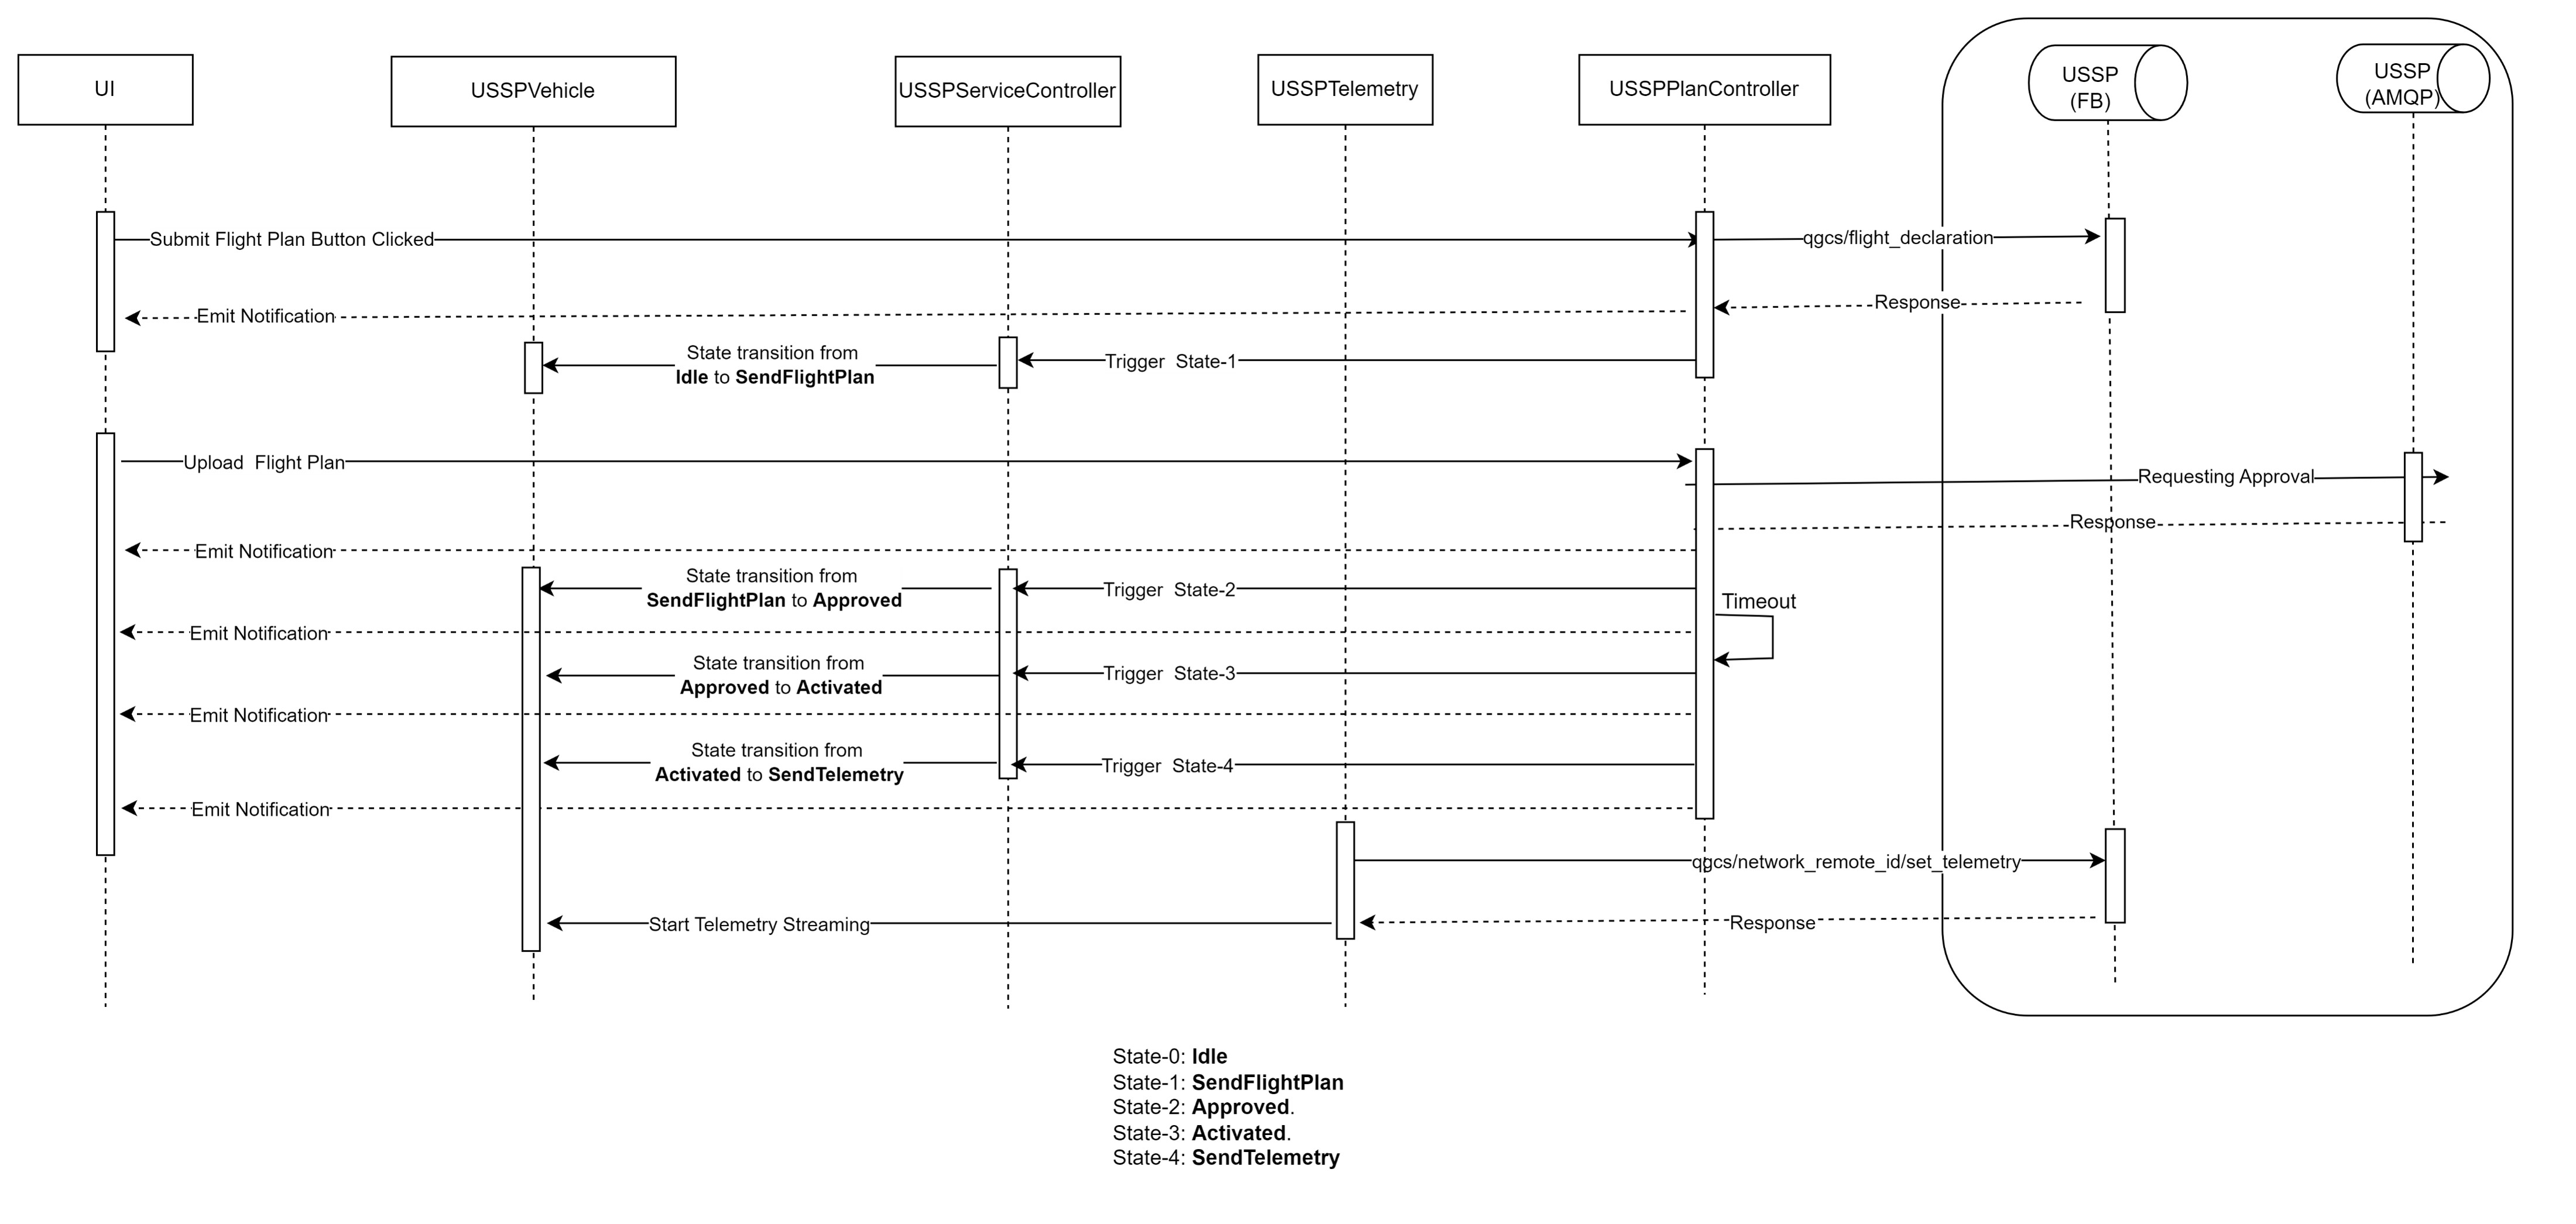 UI
USSPVehicle
USSPServiceController
USSPTelemetry
USSPPlanController
USSP
(FB)
USSP
(AMQP)
Submit Flight Plan Button Clicked
qgcs/flight_declaration
Response
Emit Notification
State transition from
Idle to SendFlightPlan
Trigger State-1
Upload Flight Plan
Requesting Approval
Response
Emit Notification
State transition from
SendFlightPlan to Approved
Trigger State-2
Timeout
Emit Notification
State transition from
Approved to Activated
Trigger State-3
Emit Notification
State transition from
Activated to SendTelemetry
Trigger State-4
Emit Notification
qgcs/network_remote_id/set_telemetry
Start Telemetry Streaming
Response
State-0: Idle
State-1: SendFlightPlan
State-2: Approved.
State-3: Activated.
State-4: SendTelemetry